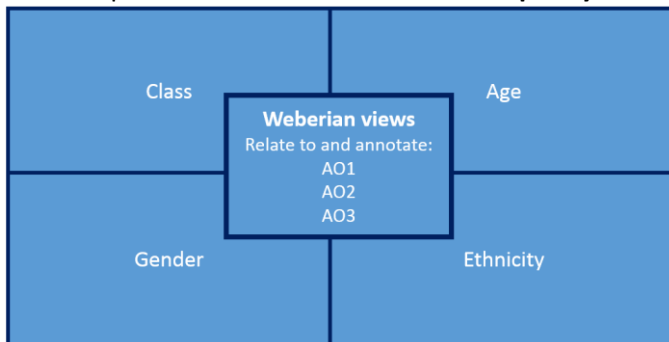 Class
Age
Weberian views
Relate to and annotate:
AO1
AO2
AO3
Gender
Ethnicity